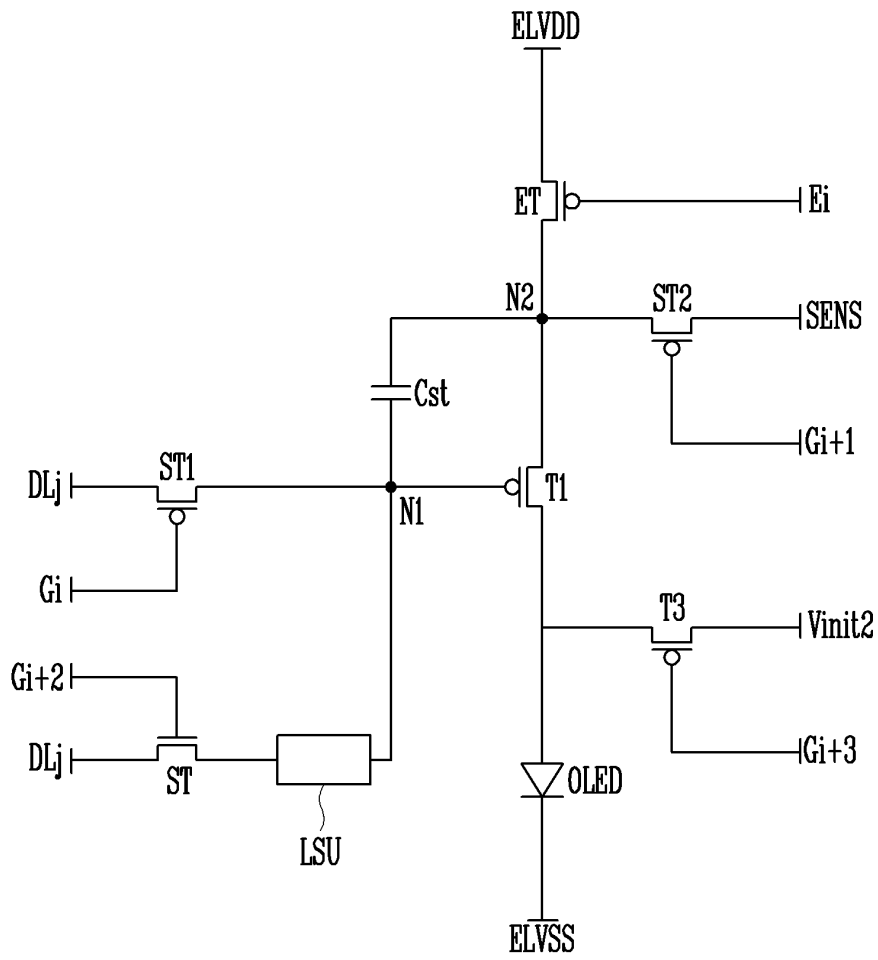 ELVDD
ET
Ei
N2
ST2
SENS
Cst
Gi+1
DLj
ST1
N1
T1
Gi
T3
Vinit2
Gi+2
DLj
ST
Gi+3
OLED
LSU
ELVSS